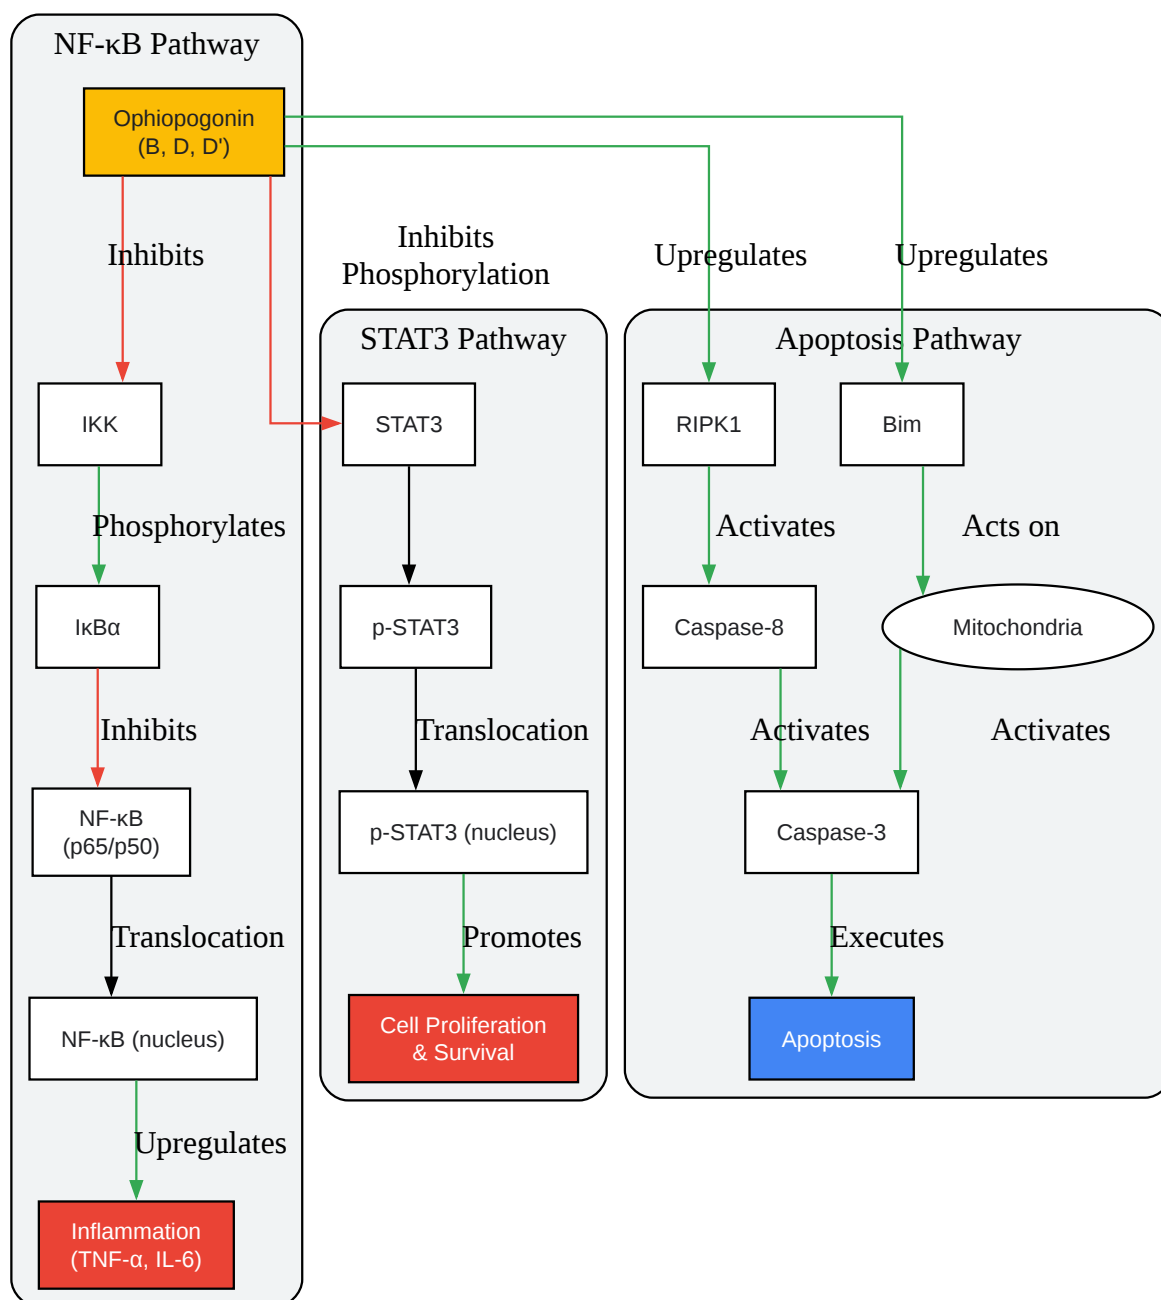 NF-κB Pathway
Ophiopogonin
(B, D, D')
Inhibits
Inhibits
Phosphorylation
Upregulates
Upregulates
STAT3 Pathway
Apoptosis Pathway
IKK
STAT3
RIPK1
Bim
Phosphorylates
Activates
Acts on
IκBα
p-STAT3
Caspase-8
Mitochondria
Inhibits
Translocation
Activates
Activates
NF-κB
(p65/p50)
p-STAT3 (nucleus)
Caspase-3
Translocation
Promotes
Executes
NF-κB (nucleus)
Cell Proliferation
& Survival
Apoptosis
Upregulates
Inflammation
(TNF-α, IL-6)